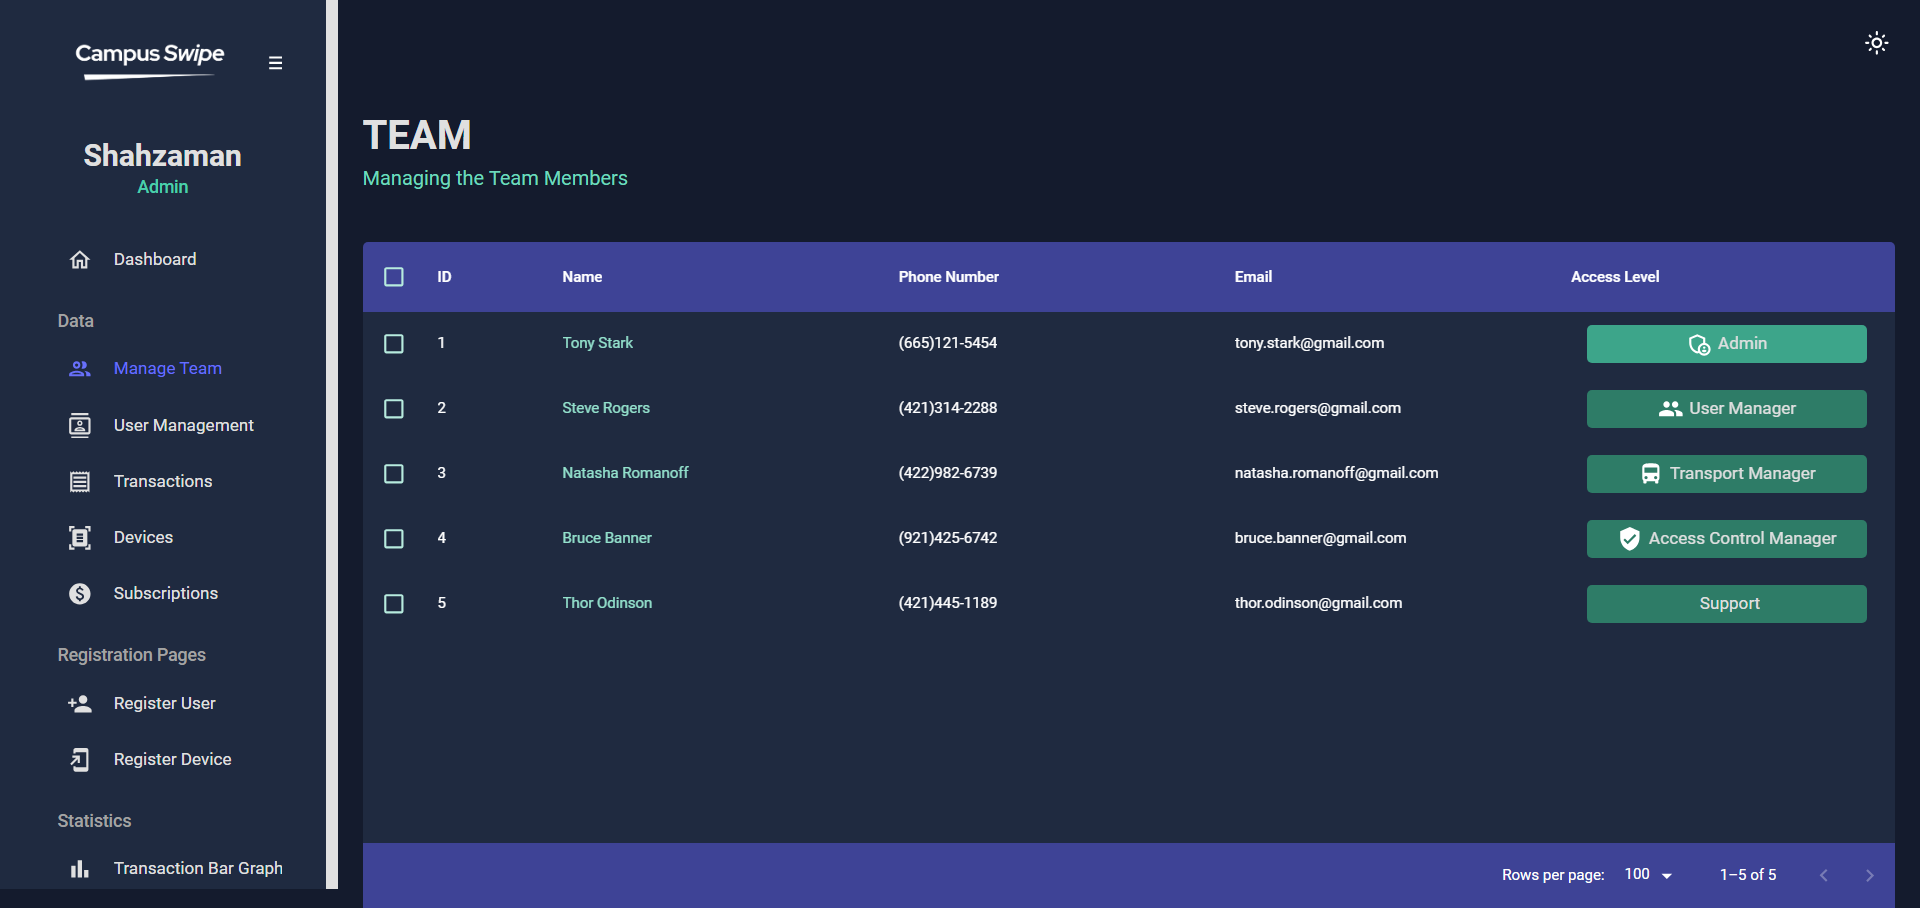 Campus Swipe
Shahzaman
Admin
Dashboard
Data
Manage Team
User Management
Transactions
Devices
Subscriptions
Registration Pages
Register User
Register Device
Statistics
Transaction Bar Graph
TEAM
Managing the Team Members
ID Name Phone Number Email Access Level
1 Tony Stark (665)121-5454 tony.stark@gmail.com Admin
2 Steve Rogers (421)314-2288 steve.rogers@gmail.com User Manager
3 Natasha Romanoff (422)982-6739 natasha.romanoff@gmail.com Transport Manager
4 Bruce Banner (921)425-6742 bruce.banner@gmail.com Access Control Manager
5 Thor Odinson (421)445-1189 thor.odinson@gmail.com Support
Rows per page: 100 1–5 of 5